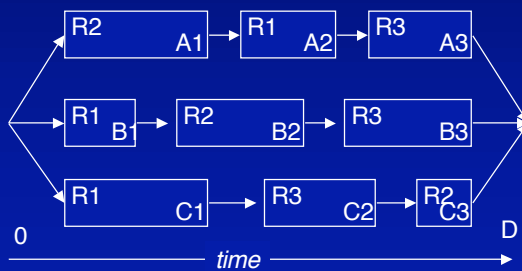 R2 A1 R1 A2 R3 A3
R1 B1 R2 B2 R3 B3
R1 C1 R3 C2 R2 C3
0 D
time